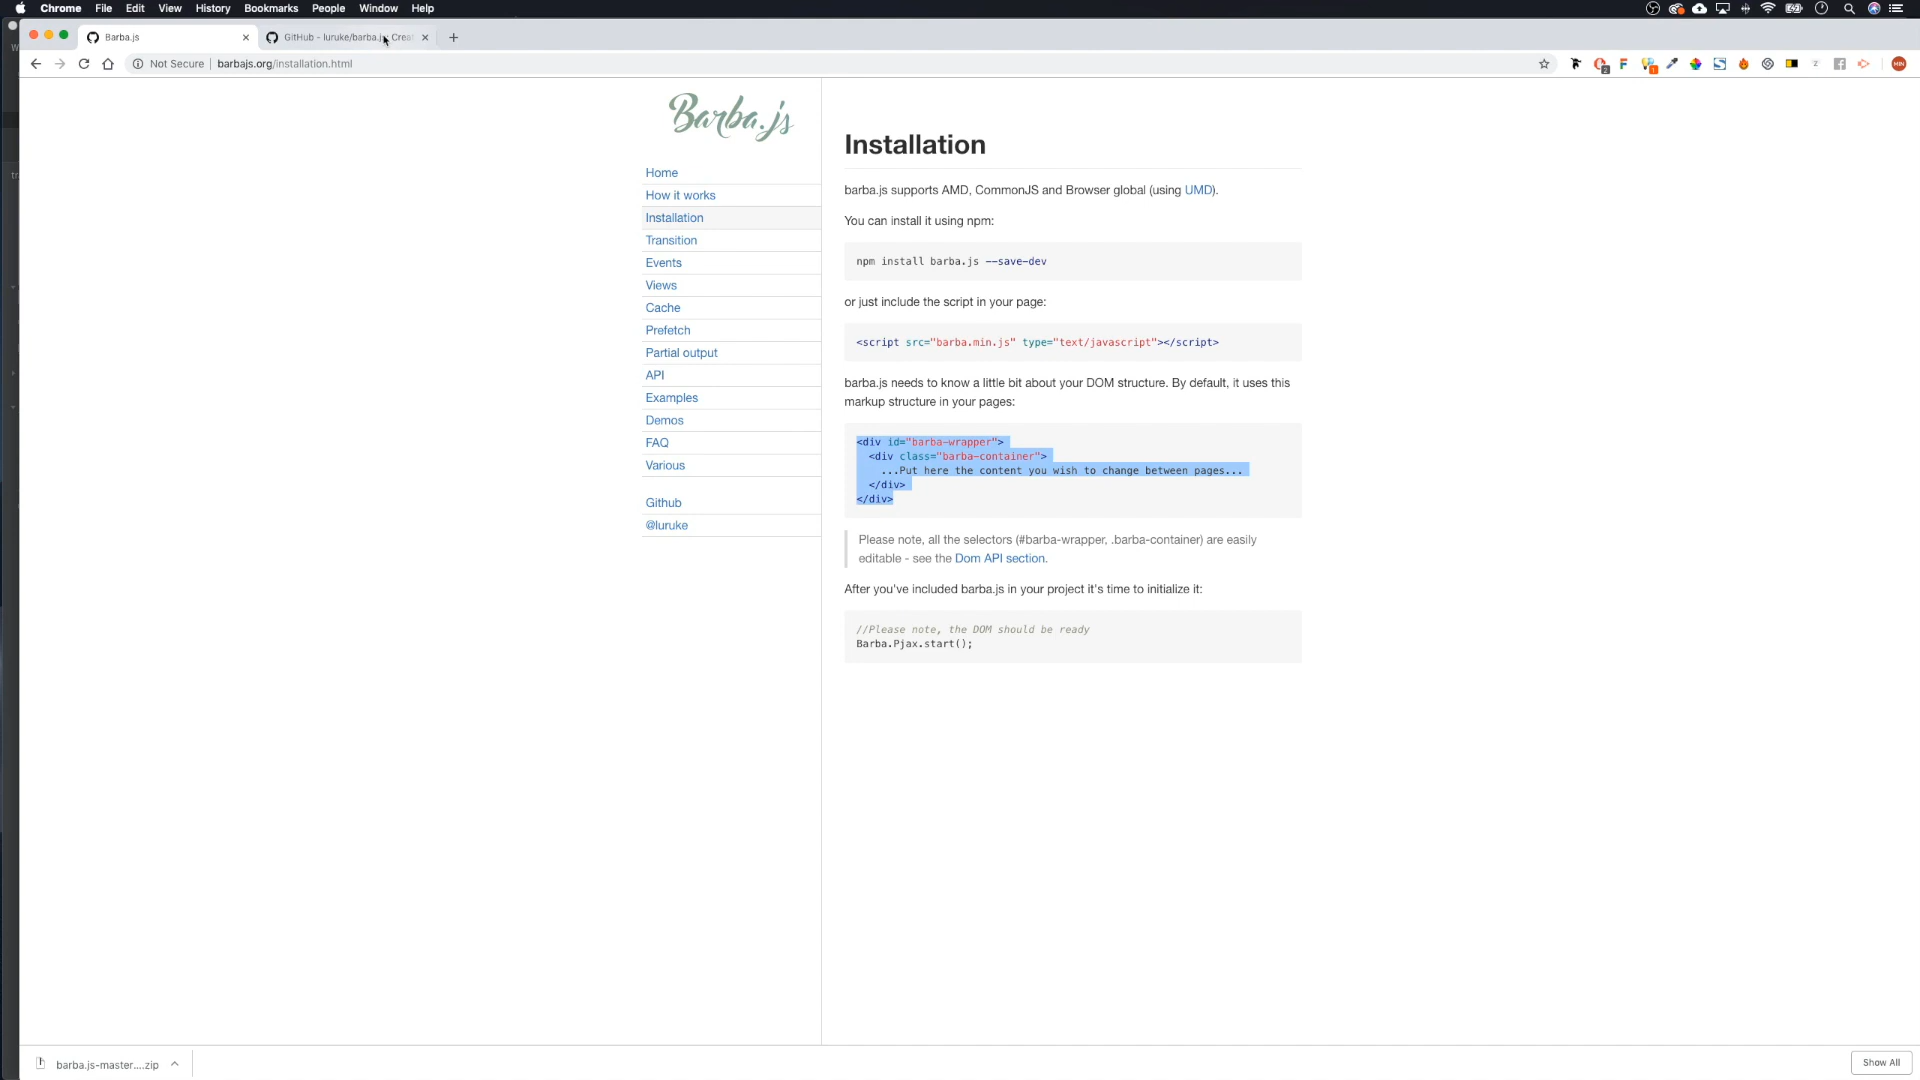 Chrome File Edit View History Bookmarks People Window Help
Barba.js
GitHub - luruke/barba.js: Crea
Not Secure | barbajs.org/installation.html
Barba.js
Home
How it works
Installation
Transition
Events
Views
Cache
Prefetch
Partial output
API
Examples
Demos
FAQ
Various
Github
@luruke
Installation
barba.js supports AMD, CommonJS and Browser global (using UMD).
You can install it using npm:
npm install barba.js --save-dev
or just include the script in your page:
<script src="barba.min.js" type="text/javascript"></script>
barba.js needs to know a little bit about your DOM structure. By default, it uses this
markup structure in your pages:
<div id="barba-wrapper">
<div class="barba-container">
...Put here the content you wish to change between pages...
</div>
</div>
Please note, all the selectors (#barba-wrapper, .barba-container) are easily
editable - see the Dom API section.
After you've included barba.js in your project it's time to initialize it:
//Please note, the DOM should be ready
Barba.Pjax.start();
barba.js-master....zip
Show All